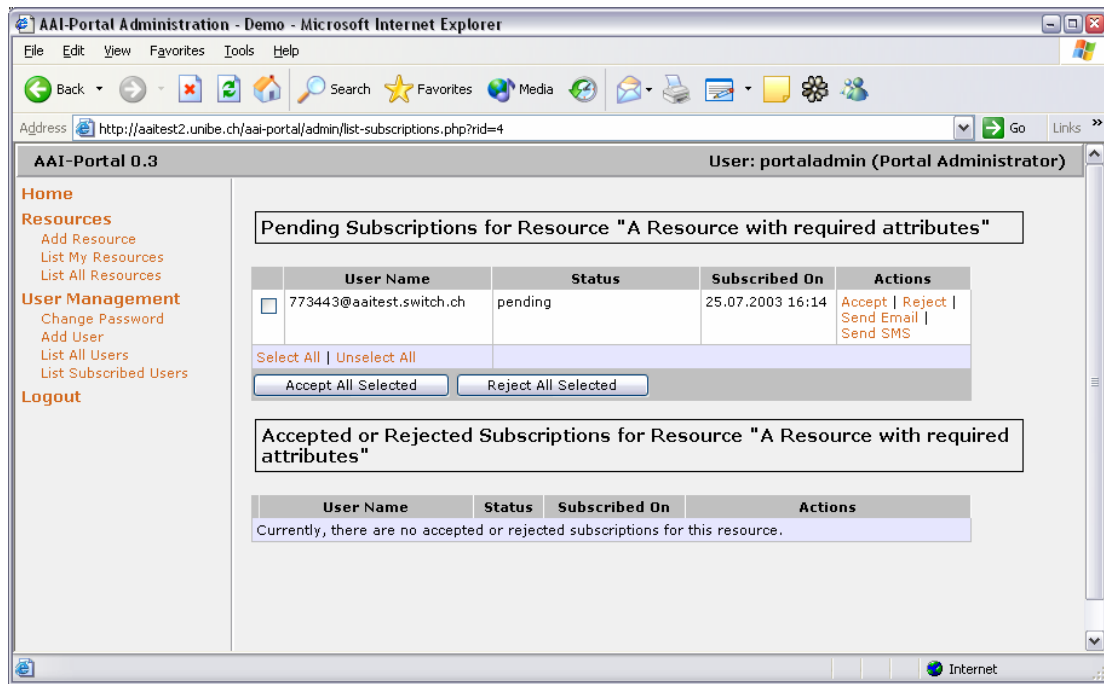 AAI-Portal Administration - Demo - Microsoft Internet Explorer
File Edit View Favorites Tools Help
Back Search Favorites Media
Address http://aaitest2.unibe.ch/aai-portal/admin/list-subscriptions.php?rid=4 Go Links »
AAI-Portal 0.3 User: portaladmin (Portal Administrator)
Home
Resources
Add Resource
List My Resources
List All Resources
User Management
Change Password
Add User
List All Users
List Subscribed Users
Logout
Pending Subscriptions for Resource "A Resource with required attributes"
User Name Status Subscribed On Actions
773443@aaitest.switch.ch pending 25.07.2003 16:14 Accept | Reject |
Send Email |
Send SMS
Select All | Unselect All
Accept All Selected Reject All Selected
Accepted or Rejected Subscriptions for Resource "A Resource with required
attributes"
User Name Status Subscribed On Actions
Currently, there are no accepted or rejected subscriptions for this resource.
Internet